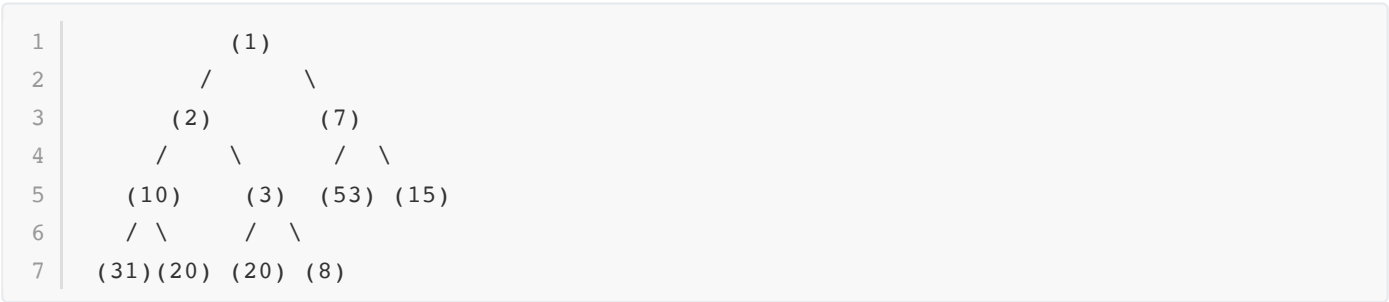 1           (1)
2         /      \
3       (2)       (7)
4      /    \      /  \
5    (10)    (3)  (53) (15)
6    / \     /  \
7  (31)(20) (20) (8)